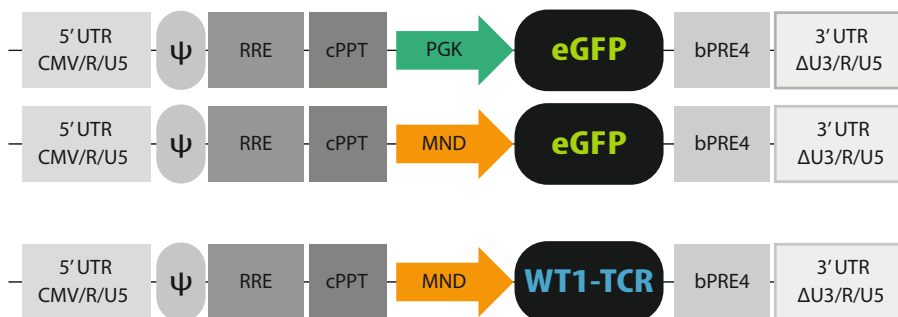 5’ UTR
CMV/R/U5
ψ
RRE
cPPT
PGK
eGFP
bPRE4
3’ UTR
ΔU3/R/U5
5’ UTR
CMV/R/U5
ψ
RRE
cPPT
MND
eGFP
bPRE4
3’ UTR
ΔU3/R/U5
5’ UTR
CMV/R/U5
ψ
RRE
cPPT
MND
WT1-TCR
bPRE4
3’ UTR
ΔU3/R/U5